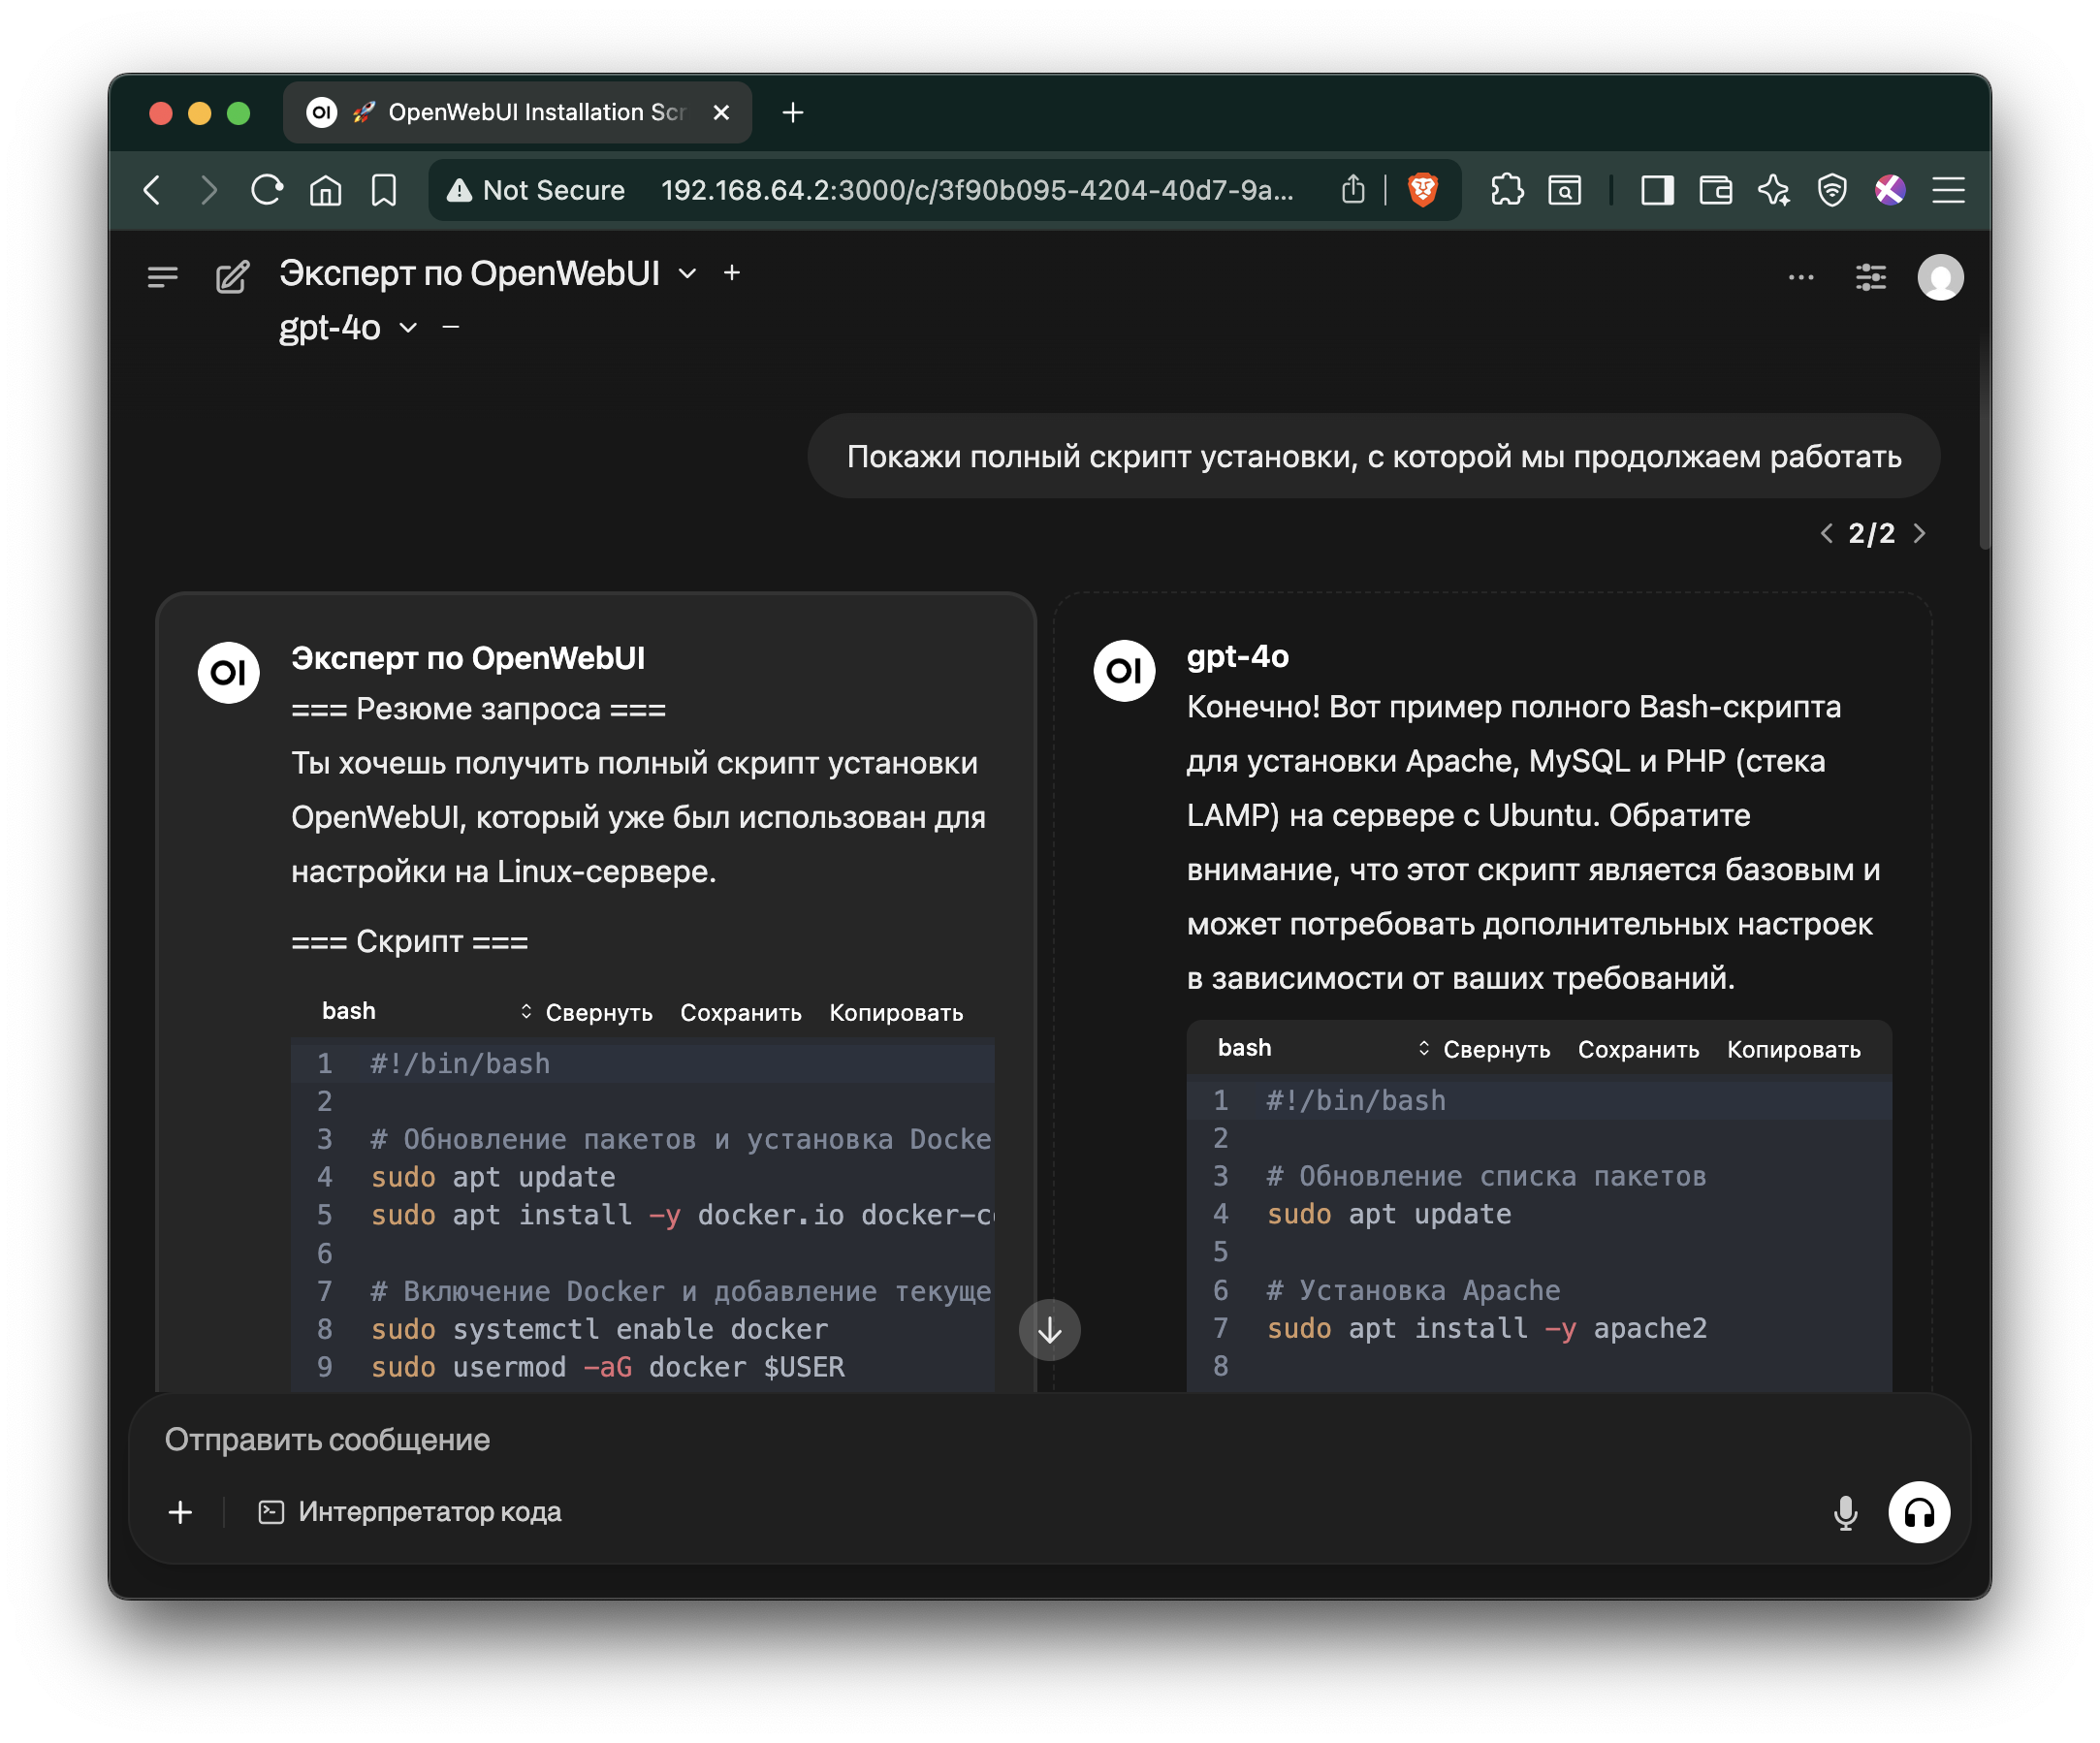 OI 🚀 OpenWebUI Installation Scr
Not Secure 192.168.64.2:3000/c/3f90b095-4204-40d7-9a...
Эксперт по OpenWebUI
gpt-4o
Покажи полный скрипт установки, с которой мы продолжаем работать
2/2
OI
Эксперт по OpenWebUI
=== Резюме запроса ===
Ты хочешь получить полный скрипт установки
OpenWebUI, который уже был использован для
настройки на Linux-сервере.
=== Скрипт ===
bash Свернуть Сохранить Копировать
1 #!/bin/bash
2
3 # Обновление пакетов и установка Docke
4 sudo apt update
5 sudo apt install -y docker.io docker-c
6
7 # Включение Docker и добавление текуще
8 sudo systemctl enable docker
9 sudo usermod -aG docker $USER
OI
gpt-4o
Конечно! Вот пример полного Bash-скрипта
для установки Apache, MySQL и PHP (стека
LAMP) на сервере с Ubuntu. Обратите
внимание, что этот скрипт является базовым и
может потребовать дополнительных настроек
в зависимости от ваших требований.
bash Свернуть Сохранить Копировать
1 #!/bin/bash
2
3 # Обновление списка пакетов
4 sudo apt update
5
6 # Установка Apache
7 sudo apt install -y apache2
8
Отправить сообщение
Интерпретатор кода